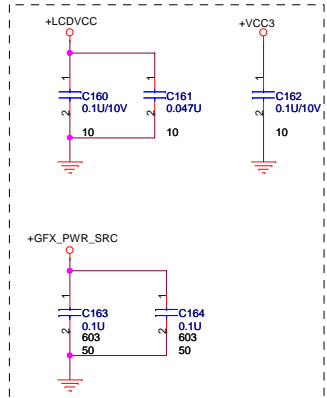 +LCDVCC
+VCC3
1
1
1
C160
C161
C162
0.1U/10V
0.047U
0.1U/10V
2
2
2
10
10
10
+GFX_PWR_SRC
1
1
C163
C164
0.1U
0.1U
2
2
603
603
50
50